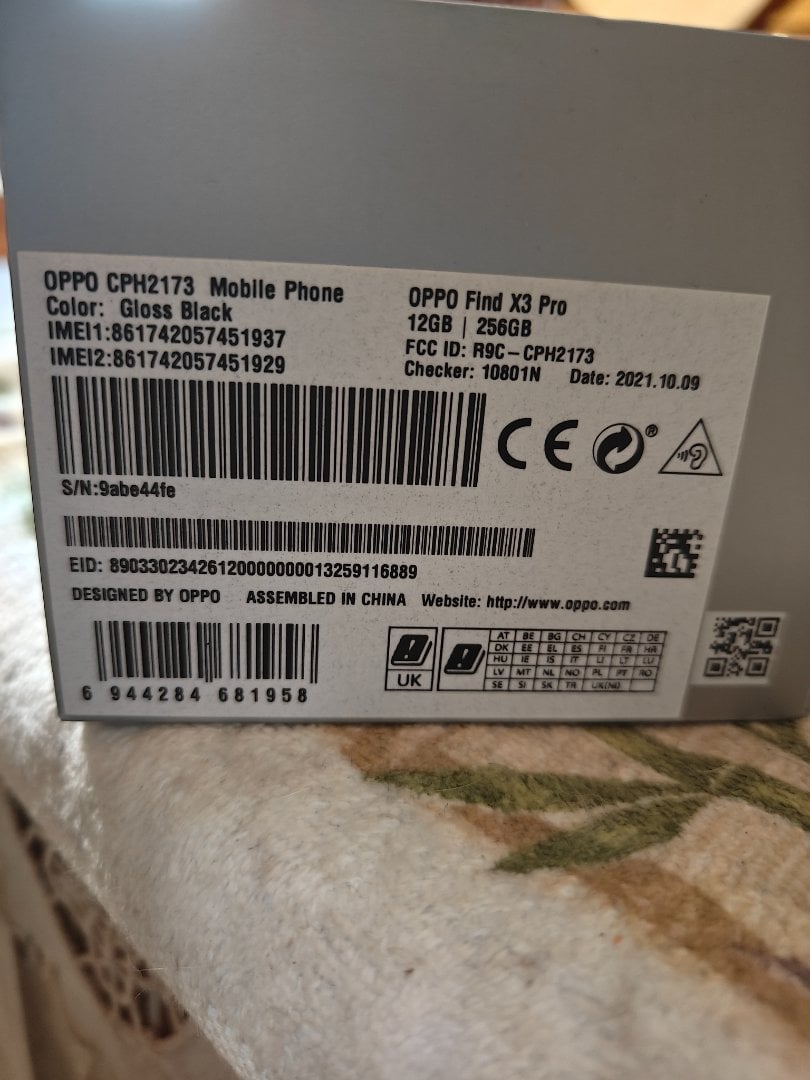 OPPO CPH2173 Mobile Phone
Color: Gloss Black
IMEI1:861742057451937
IMEI2:861742057451929
OPPO Find X3 Pro
12GB | 256GB
FCC ID: R9C-CPH2173
Checker: 10801N Date: 2021.10.09
CE
®
S/N:9abe44fe
EID: 89033023426120000000013259116889
DESIGNED BY OPPO ASSEMBLED IN CHINA Website: http://www.oppo.com
6 944284 681958
UK
AT BE BG CH CY CZ DE
DK EE EL ES FI FR HR
HU IE IS IT LI LT LU
LV MT NL NO PL PT RO
SE SI SK TR UK(NI)